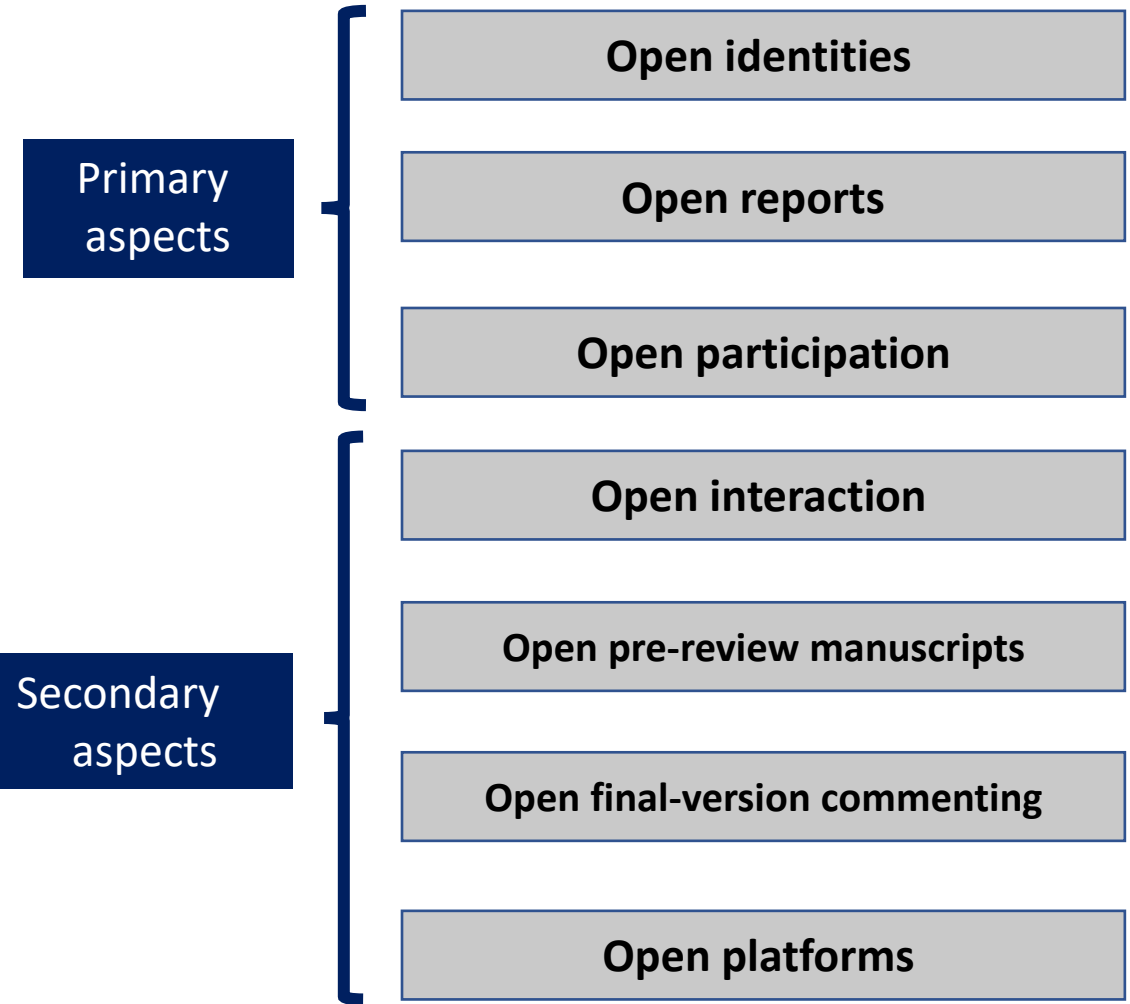 Primary
aspects
Open identities
Open reports
Open participation
Secondary
aspects
Open interaction
Open pre-review manuscripts
Open final-version commenting
Open platforms